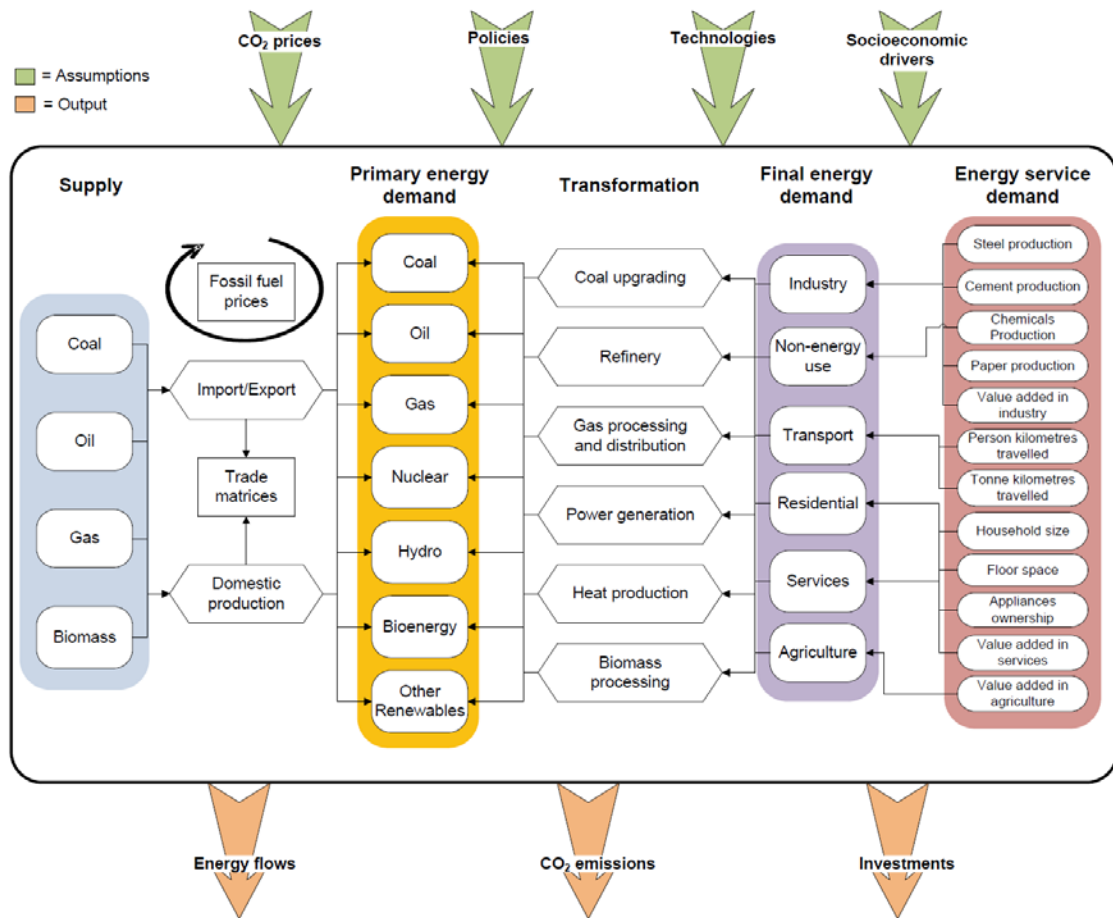 CO₂ prices
Policies
Technologies
Socioeconomic
drivers
= Assumptions
= Output
Supply
Primary energy
demand
Transformation
Final energy
demand
Energy service
demand
Fossil fuel
prices
Coal
Oil
Gas
Biomass
Import/Export
Trade
matrices
Domestic
production
Coal
Oil
Gas
Nuclear
Hydro
Bioenergy
Other
Renewables
Coal upgrading
Refinery
Gas processing
and distribution
Power generation
Heat production
Biomass
processing
Industry
Non-energy
use
Transport
Residential
Services
Agriculture
Steel production
Cement production
Chemicals
Production
Paper production
Value added in
industry
Person kilometres
travelled
Tonne kilometres
travelled
Household size
Floor space
Appliances
ownership
Value added in
services
Value added in
agriculture
Energy flows
CO₂ emissions
Investments